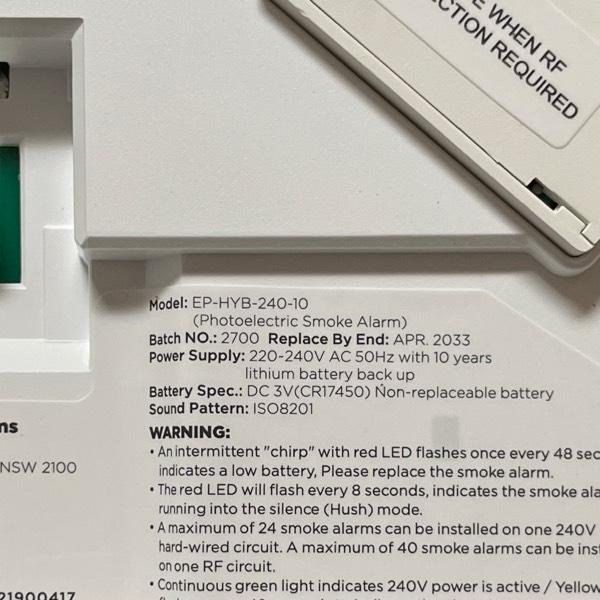 E WHEN RF
CTION REQUIRED
Model: EP-HYB-240-10
(Photoelectric Smoke Alarm)
Batch NO.: 2700 Replace By End: APR. 2033
Power Supply: 220-240V AC 50Hz with 10 years
lithium battery back up
Battery Spec.: DC 3V(CR17450) Non-replaceable battery
Sound Pattern: ISO8201
ns
NSW 2100
WARNING:
• An intermittent "chirp" with red LED flashes once every 48 sec
indicates a low battery, Please replace the smoke alarm.
• The red LED will flash every 8 seconds, indicates the smoke ala
running into the silence (Hush) mode.
• A maximum of 24 smoke alarms can be installed on one 240V
hard-wired circuit. A maximum of 40 smoke alarms can be inst
on one RF circuit.
• Continuous green light indicates 240V power is active / Yellow
21900417